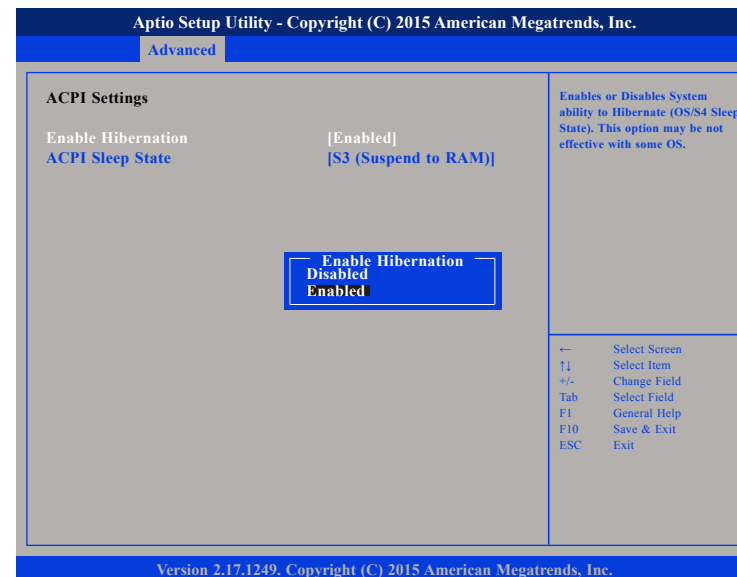 Aptio Setup Utility - Copyright (C) 2015 American Megatrends, Inc.
Advanced
ACPI Settings
Enable Hibernation [Enabled]
ACPI Sleep State [S3 (Suspend to RAM)]
Enables or Disables System
ability to Hibernate (OS/S4 Sleep
State). This option may be not
effective with some OS.
Enable Hibernation
Disabled
Enabled
← Select Screen
↑↓ Select Item
+/- Change Field
Tab Select Field
F1 General Help
F10 Save & Exit
ESC Exit
Version 2.17.1249. Copyright (C) 2015 American Megatrends, Inc.